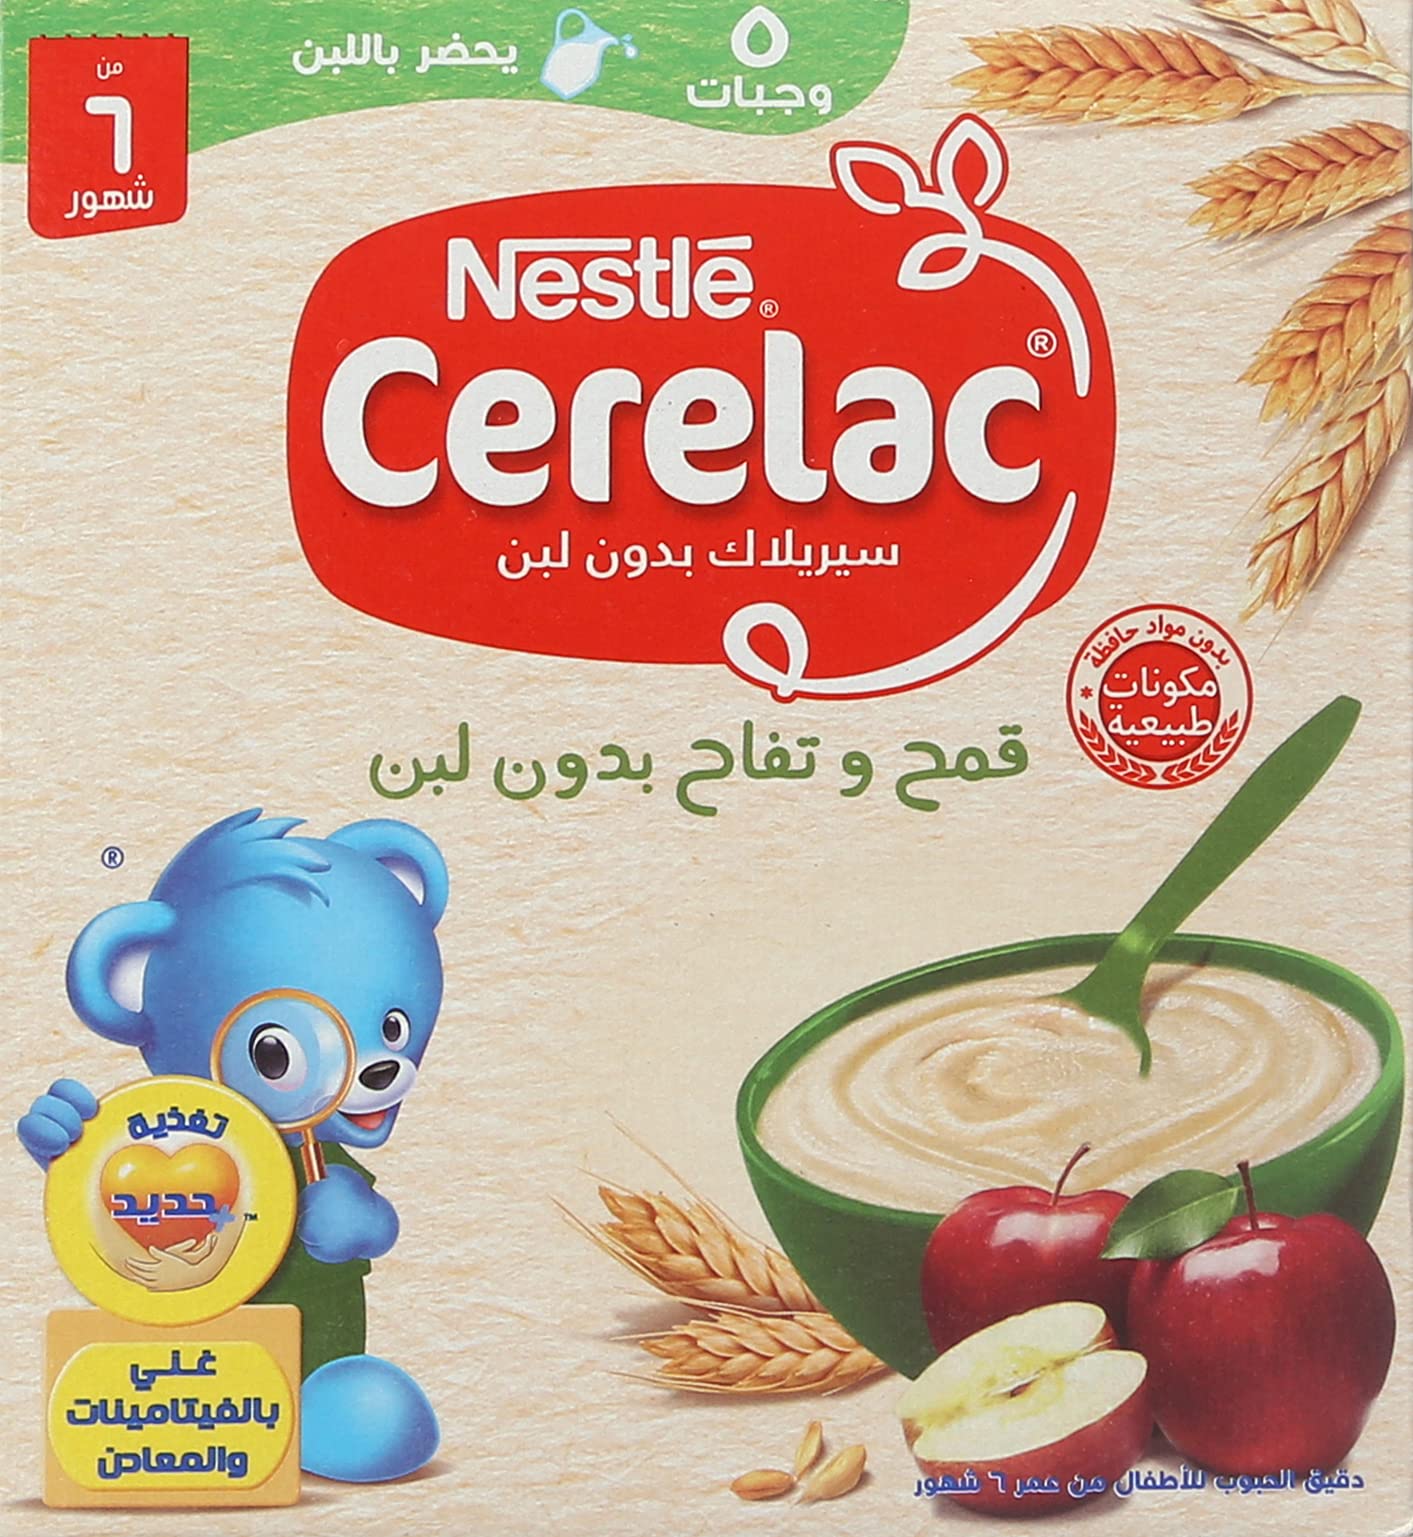 من
٦
شهور
يحضر باللبن
٥
وجبات
Nestlé®
Cerelac®
سيريلاك بدون لبن
بدون مواد حافظة
مكونات
طبيعية
*
قمح و تفاح بدون لبن
®
تغذية
حديد+™
غني
بالفيتامينات
والمعادن
دقيق الحبوب للأطفال من عمر ٦ شهور